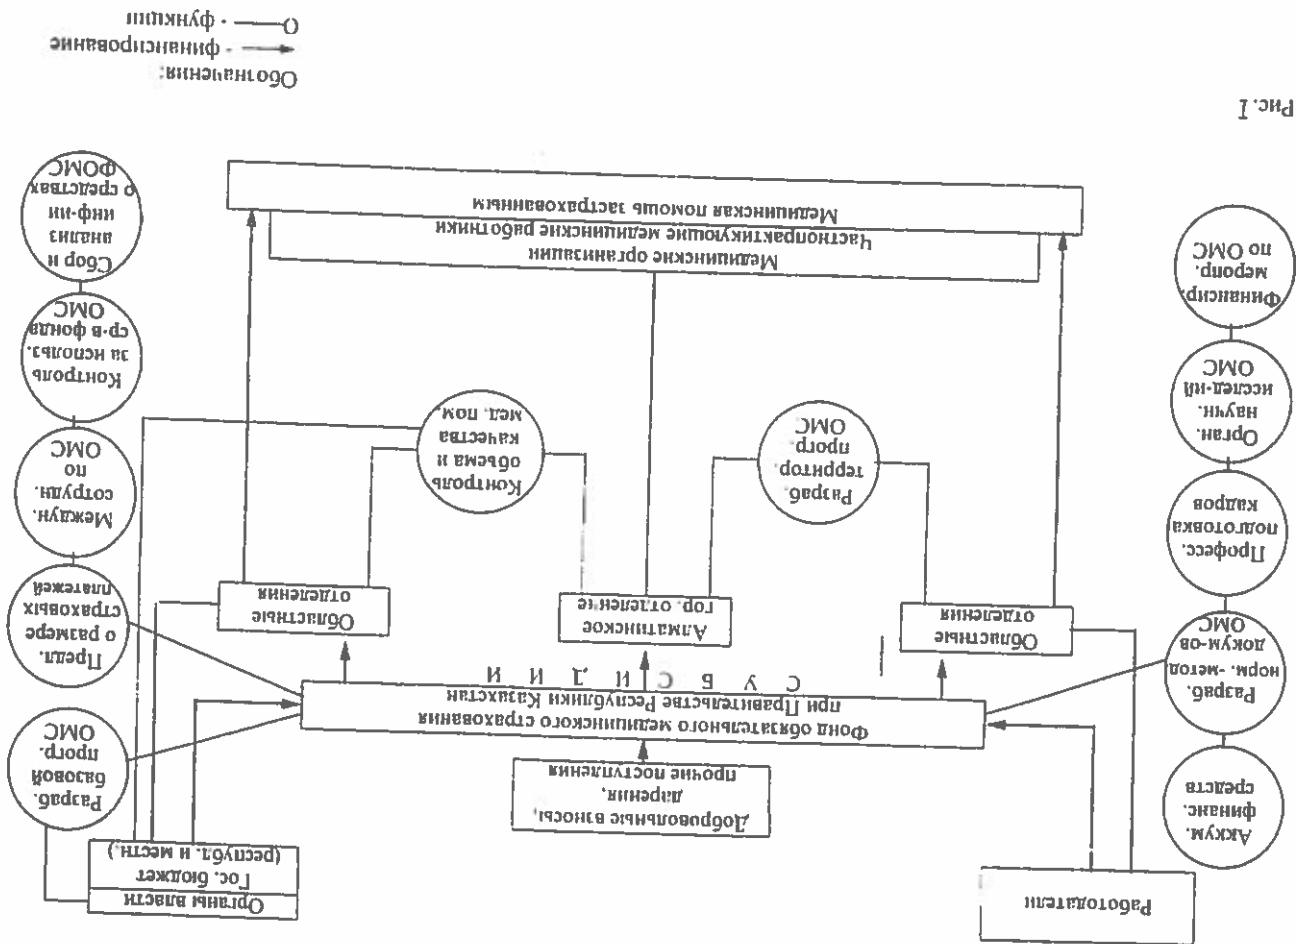 Работодатели
Органы власти
Гос. бюджет
(республ. и местн.)
Добровольные взносы,
дарения,
прочие поступления
Аккум.
финанс.
средств
Разраб.
базовой
прогр.
ОМС
Фонд обязательного медицинского страхования
при Правительстве Республики Казахстан
СУБСИДИИ
Разраб.
норм.-метод
докум-ов
ОМС
Предл.
о размере
страховых
платежей
Областные
отделения
Алматинское
гор. отделение
Областные
отделения
Професс.
подготовка
кадров
Разраб.
территор.
прогр.
ОМС
Контроль
объема и
качества
мед. пом.
Междун.
сотрудн.
по
ОМС
Орган.
научн.
исслед-ий
ОМС
Контроль
за использ.
ср-в фонда
ОМС
Финансир.
меропр.
по ОМС
Медицинские организации
Частнопрактикующие медицинские работники
Медицинская помощь застрахованным
Сбор и
анализ
инф-ии
о средствах
ФОМС
Рис. I
Обозначения:
- финансирование
- функции